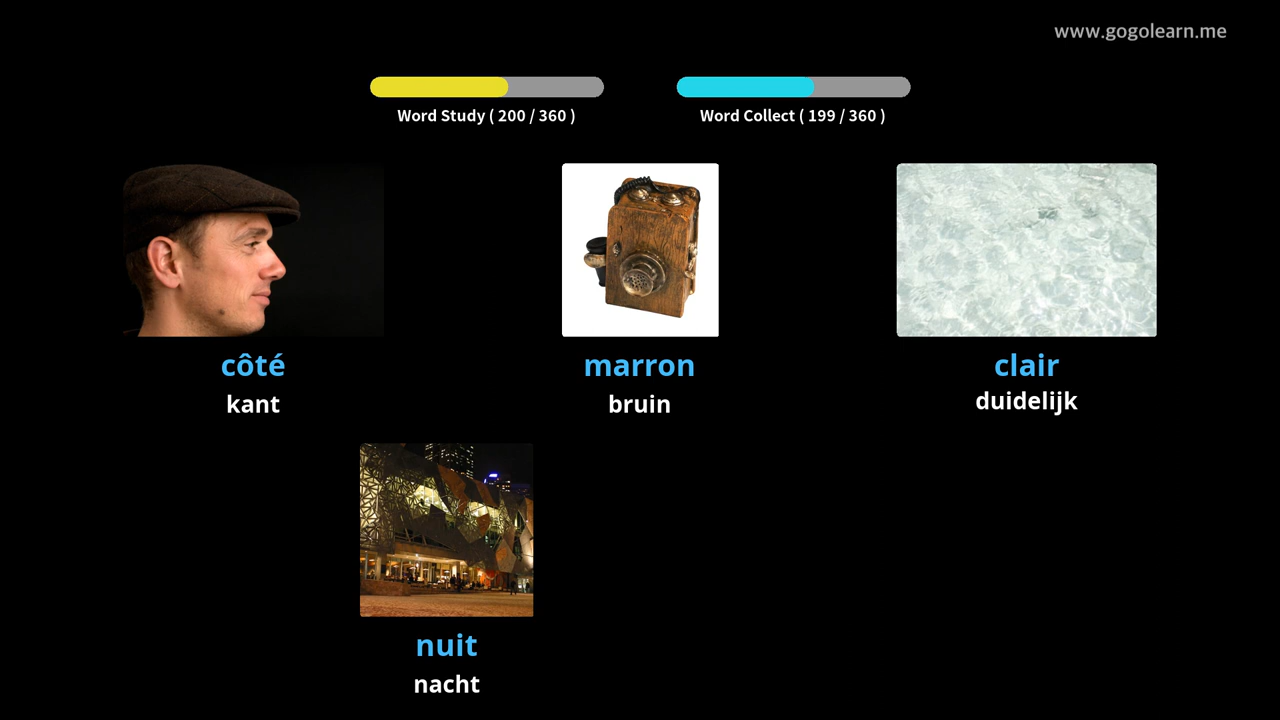 www.gogolearn.me
Word Study ( 200 / 360 )
Word Collect ( 199 / 360 )
côté
kant
marron
bruin
clair
duidelijk
nuit
nacht